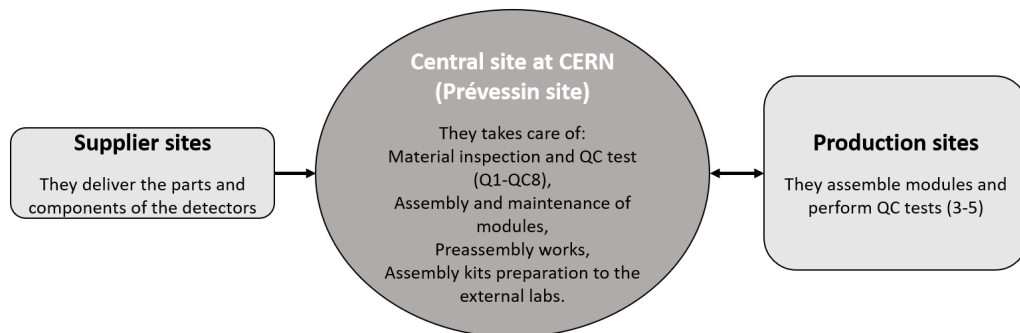 Supplier sites
They deliver the parts and
components of the detectors
Central site at CERN
(Prévessin site)
They takes care of:
Material inspection and QC test
(Q1-QC8),
Assembly and maintenance of
modules,
Preassembly works,
Assembly kits preparation to the
external labs.
Production sites
They assemble modules and
perform QC tests (3-5)